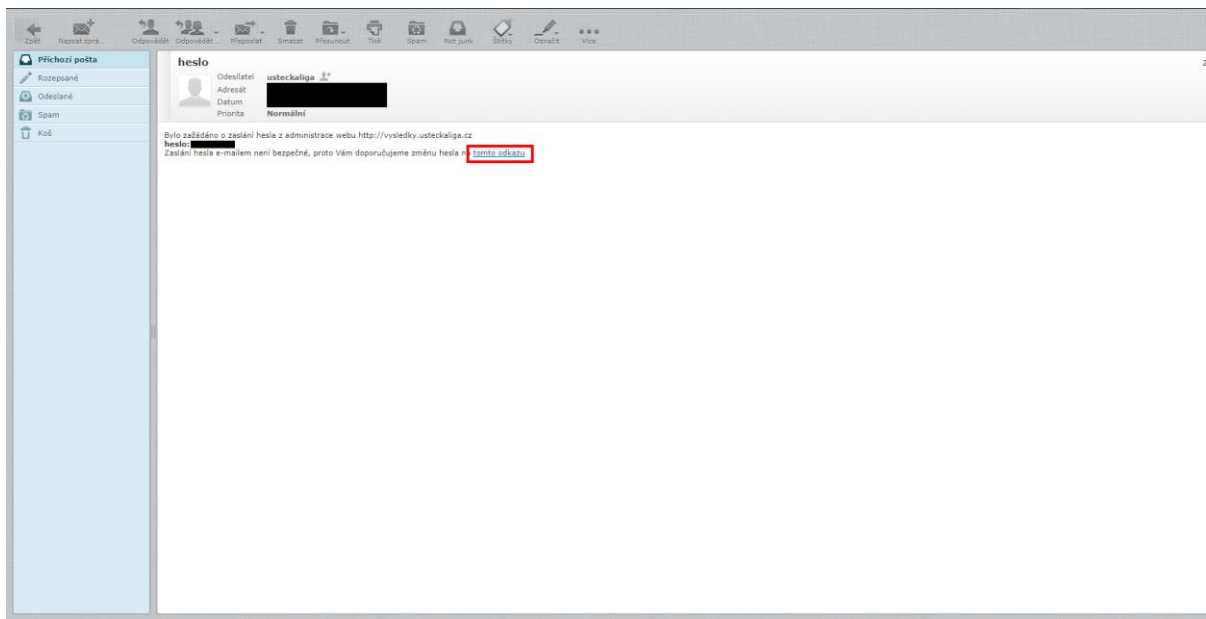 Zpět Napsat zprá... Odpovědět Odpovědět ... Přeposlat Smazat Přesunout Tisk Spam Not junk Štítky Označit Více
Příchozí pošta
Rozepsané
Odeslané
Spam
Koš
heslo
Odesílatel usteckaliga
Adresát
Datum
Priorita Normální
Bylo zažádáno o zaslání hesla z administrace webu http://vysledky.usteckaliga.cz
heslo:
Zaslání hesla e-mailem není bezpečné, proto Vám doporučujeme změnu hesla tomto odkazu